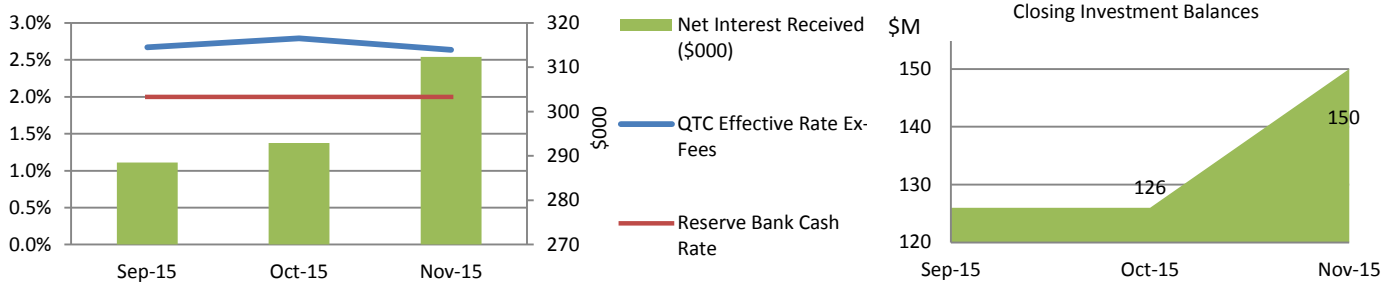 3.0%
2.5%
2.0%
1.5%
1.0%
0.5%
0.0%
320
310
300
290
280
270
$000
Sep-15 Oct-15 Nov-15
Net Interest Received
($000)
QTC Effective Rate Ex-
Fees
Reserve Bank Cash
Rate
Closing Investment Balances
$M
150
140
130
120
126
150
Sep-15 Oct-15 Nov-15